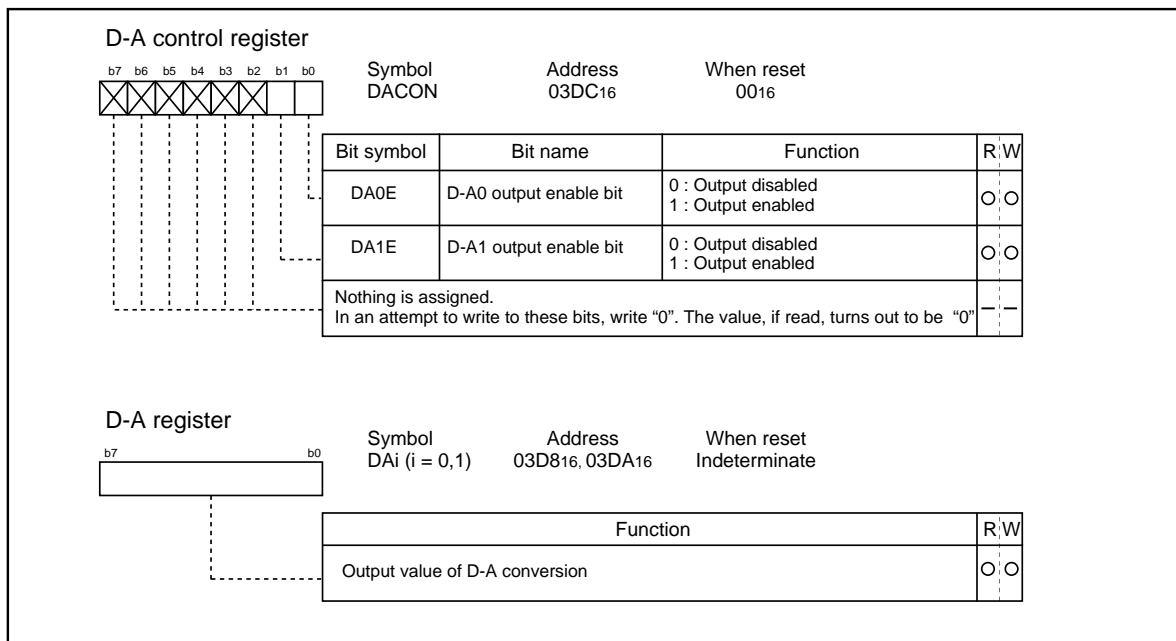 D-A control register
b7 b6 b5 b4 b3 b2 b1 b0
Symbol Address When reset
DACON 03DC16 0016
Bit symbol Bit name Function R W
DA0E D-A0 output enable bit 0 : Output disabled
1 : Output enabled
DA1E D-A1 output enable bit 0 : Output disabled
1 : Output enabled
Nothing is assigned.
In an attempt to write to these bits, write “0”. The value, if read, turns out to be “0”
D-A register
b7 b0
Symbol Address When reset
DAi (i = 0,1) 03D816, 03DA16 Indeterminate
Function R W
Output value of D-A conversion